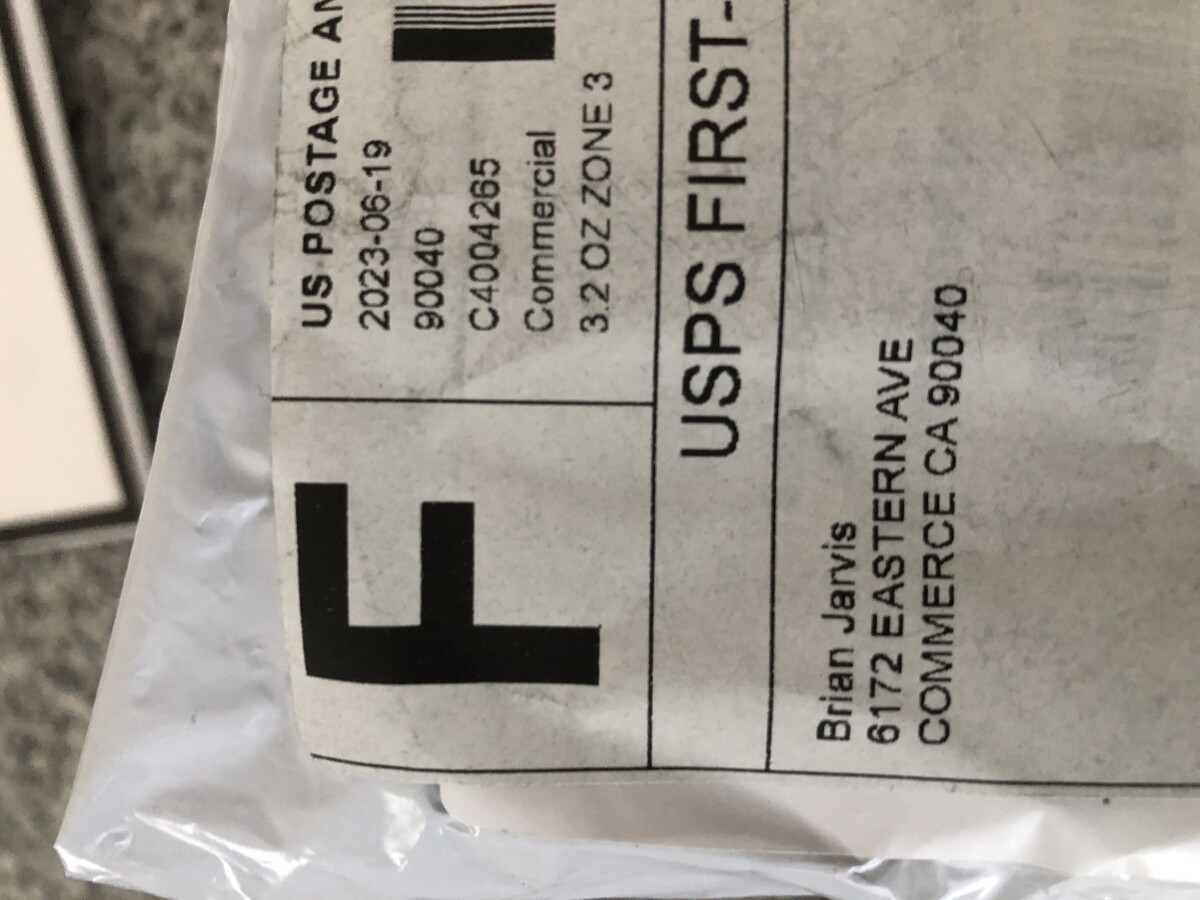 F
US POSTAGE AN
2023-06-19
90040
C4004265
Commercial
3.2 OZ ZONE 3
USPS FIRST-
Brian Jarvis
6172 EASTERN AVE
COMMERCE CA 90040